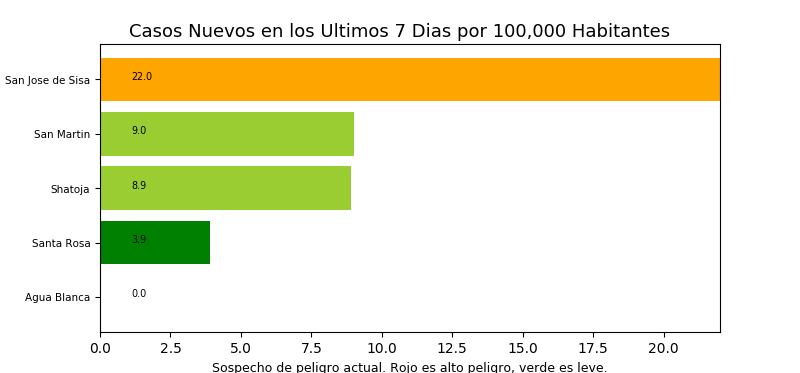 Casos Nuevos en los Ultimos 7 Dias por 100,000 Habitantes
San Jose de Sisa 22.0
San Martin 9.0
Shatoja 8.9
Santa Rosa 3.9
Agua Blanca 0.0
0.0 2.5 5.0 7.5 10.0 12.5 15.0 17.5 20.0
Sospecho de peligro actual. Rojo es alto peligro, verde es leve.